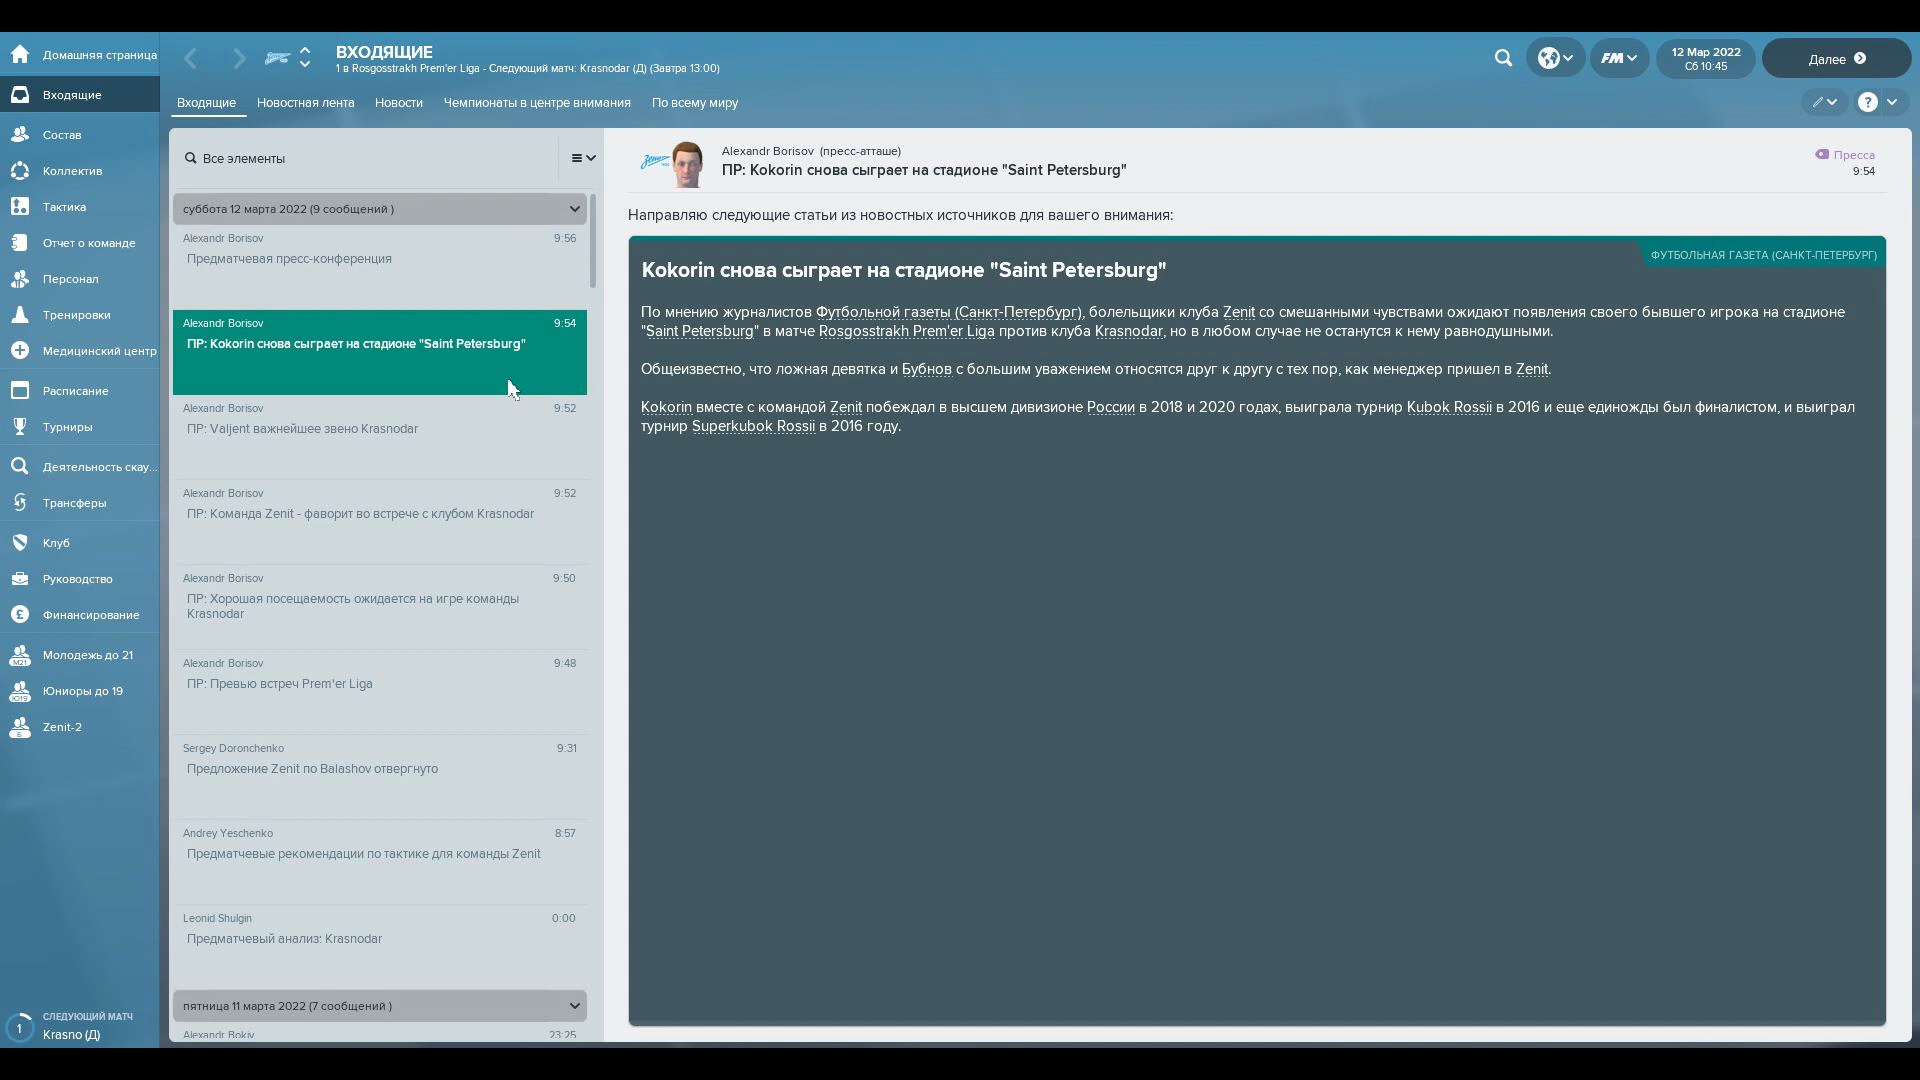 Домашняя страница
Входящие
Состав
Коллектив
Тактика
Отчет о команде
Персонал
Тренировки
Медицинский центр
Расписание
Турниры
Деятельность скау...
Трансферы
Клуб
Руководство
£
Финансирование
Молодежь до 21
М21
Юниоры до 19
Ю19
Zenit-2
Б
СЛЕДУЮЩИЙ МАТЧ
1
Krasno (Д)
ВХОДЯЩИЕ
1 в Rosgosstrakh Prem'er Liga - Следующий матч: Krasnodar (Д) (Завтра 13:00)
FM
12 Мар 2022
Сб 10:45
Далее
Входящие
Новостная лента
Новости
Чемпионаты в центре внимания
По всему миру
?
Все элементы
суббота 12 марта 2022 (9 сообщений )
Alexandr Borisov 9:56
Предматчевая пресс-конференция
Alexandr Borisov 9:54
ПР: Kokorin снова сыграет на стадионе "Saint Petersburg"
Alexandr Borisov 9:52
ПР: Valjent важнейшее звено Krasnodar
Alexandr Borisov 9:52
ПР: Команда Zenit - фаворит во встрече с клубом Krasnodar
Alexandr Borisov 9:50
ПР: Хорошая посещаемость ожидается на игре команды
Krasnodar
Alexandr Borisov 9:48
ПР: Превью встреч Prem'er Liga
Sergey Doronchenko 9:31
Предложение Zenit по Balashov отвергнуто
Andrey Yeschenko 8:57
Предматчевые рекомендации по тактике для команды Zenit
Leonid Shulgin 0:00
Предматчевый анализ: Krasnodar
пятница 11 марта 2022 (7 сообщений )
Alexandr Bokiy 23:25
Alexandr Borisov (пресс-атташе)
ПР: Kokorin снова сыграет на стадионе "Saint Petersburg"
Пресса
9:54
Направляю следующие статьи из новостных источников для вашего внимания:
ФУТБОЛЬНАЯ ГАЗЕТА (САНКТ-ПЕТЕРБУРГ)
Kokorin снова сыграет на стадионе "Saint Petersburg"
По мнению журналистов Футбольной газеты (Санкт-Петербург), болельщики клуба Zenit со смешанными чувствами ожидают появления своего бывшего игрока на стадионе
"Saint Petersburg" в матче Rosgosstrakh Prem'er Liga против клуба Krasnodar, но в любом случае не останутся к нему равнодушными.
Общеизвестно, что ложная девятка и Бубнов с большим уважением относятся друг к другу с тех пор, как менеджер пришел в Zenit.
Kokorin вместе с командой Zenit побеждал в высшем дивизионе России в 2018 и 2020 годах, выиграла турнир Kubok Rossii в 2016 и еще единожды был финалистом, и выиграл
турнир Superkubok Rossii в 2016 году.